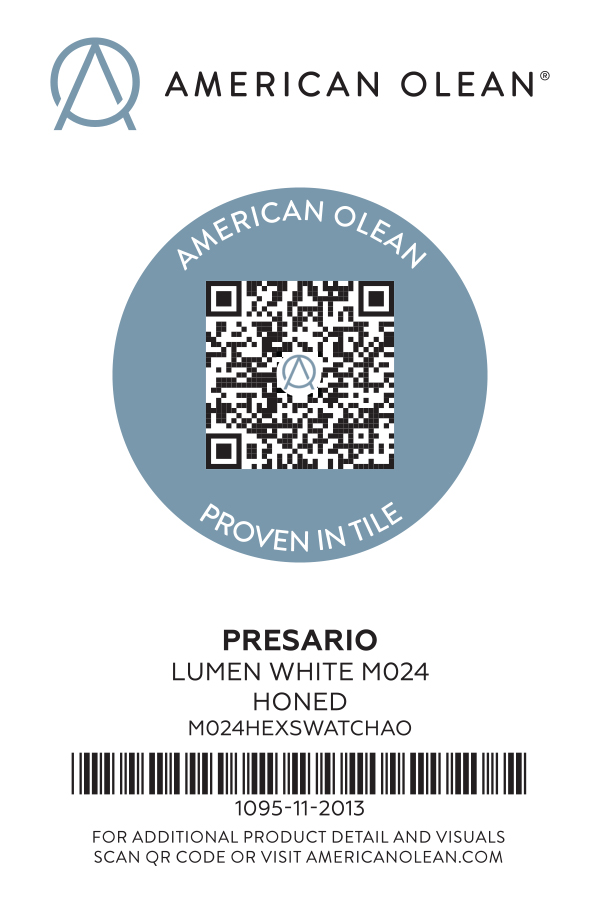 AMERICAN OLEAN®
AMERICAN OLEAN
PROVEN IN TILE
PRESARIO
LUMEN WHITE M024
HONED
M024HEXSWATCHAO
1095-11-2013
FOR ADDITIONAL PRODUCT DETAIL AND VISUALS
SCAN QR CODE OR VISIT AMERICANOLEAN.COM